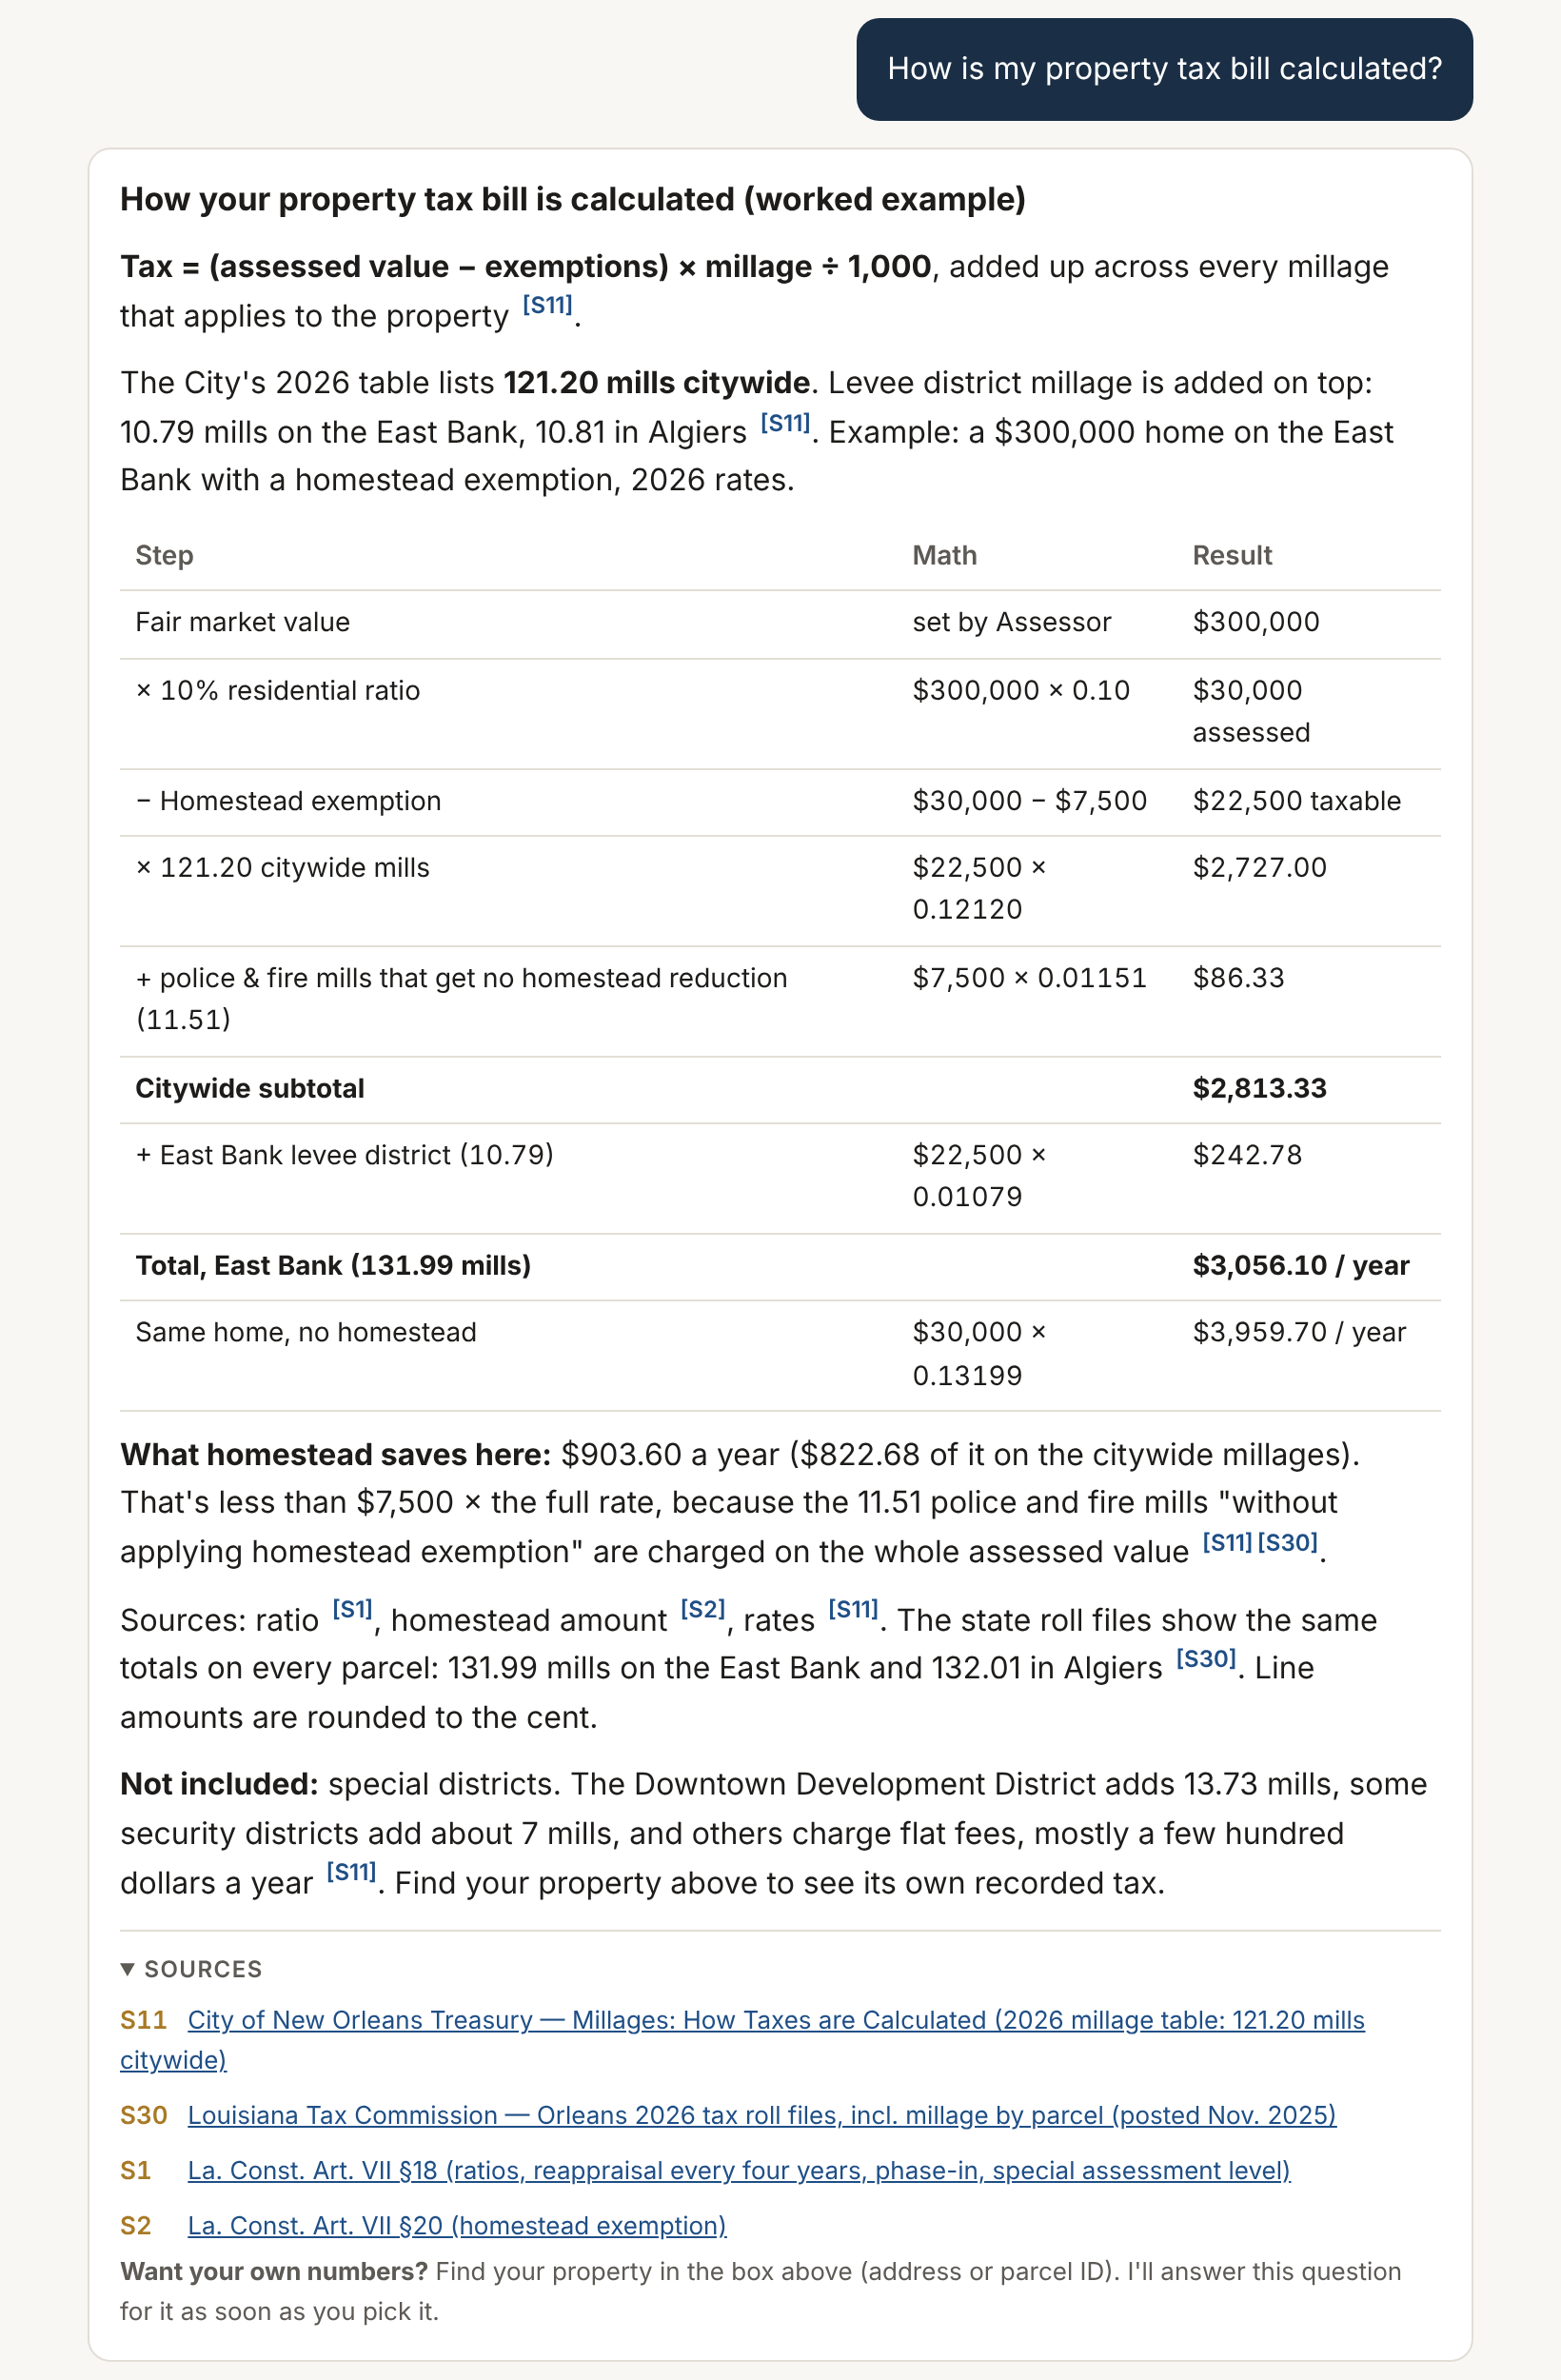 How is my property tax bill calculated?
How your property tax bill is calculated (worked example)
Tax = (assessed value − exemptions) × millage ÷ 1,000, added up across every millage
that applies to the property [S11].
The City's 2026 table lists 121.20 mills citywide. Levee district millage is added on top:
10.79 mills on the East Bank, 10.81 in Algiers [S11]. Example: a $300,000 home on the East
Bank with a homestead exemption, 2026 rates.
Step Math Result
Fair market value set by Assessor $300,000
× 10% residential ratio $300,000 × 0.10 $30,000
assessed
− Homestead exemption $30,000 − $7,500 $22,500 taxable
× 121.20 citywide mills $22,500 × $2,727.00
0.12120
+ police & fire mills that get no homestead reduction $7,500 × 0.01151 $86.33
(11.51)
Citywide subtotal $2,813.33
+ East Bank levee district (10.79) $22,500 × $242.78
0.01079
Total, East Bank (131.99 mills) $3,056.10 / year
Same home, no homestead $30,000 × $3,959.70 / year
0.13199
What homestead saves here: $903.60 a year ($822.68 of it on the citywide millages).
That's less than $7,500 × the full rate, because the 11.51 police and fire mills "without
applying homestead exemption" are charged on the whole assessed value [S11] [S30].
Sources: ratio [S1], homestead amount [S2], rates [S11]. The state roll files show the same
totals on every parcel: 131.99 mills on the East Bank and 132.01 in Algiers [S30]. Line
amounts are rounded to the cent.
Not included: special districts. The Downtown Development District adds 13.73 mills, some
security districts add about 7 mills, and others charge flat fees, mostly a few hundred
dollars a year [S11]. Find your property above to see its own recorded tax.
▼ SOURCES
S11 City of New Orleans Treasury — Millages: How Taxes are Calculated (2026 millage table: 121.20 mills
citywide)
S30 Louisiana Tax Commission — Orleans 2026 tax roll files, incl. millage by parcel (posted Nov. 2025)
S1 La. Const. Art. VII §18 (ratios, reappraisal every four years, phase-in, special assessment level)
S2 La. Const. Art. VII §20 (homestead exemption)
Want your own numbers? Find your property in the box above (address or parcel ID). I'll answer this question
for it as soon as you pick it.